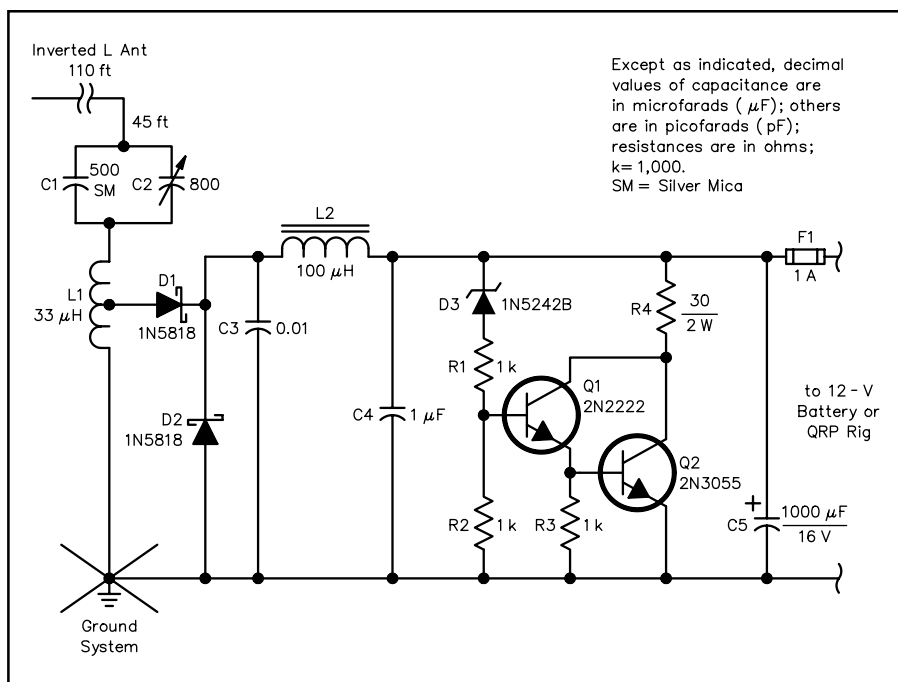 Inverted L Ant
110 ft
45 ft
C1
500
SM
C2
800
Except as indicated, decimal
values of capacitance are
in microfarads ( μF); others
are in picofarads ( pF);
resistances are in ohms;
k= 1,000.
SM = Silver Mica
L1
33 μH
D1
1N5818
D2
1N5818
C3
0.01
L2
100 μH
C4
1 μF
D3
1N5242B
R1
1 k
R2
1 k
Q1
2N2222
R3
1 k
Q2
2N3055
R4
30
2 W
F1
1 A
to 12 - V
Battery or
QRP Rig
C5
+
1000 μF
16 V
Ground
System